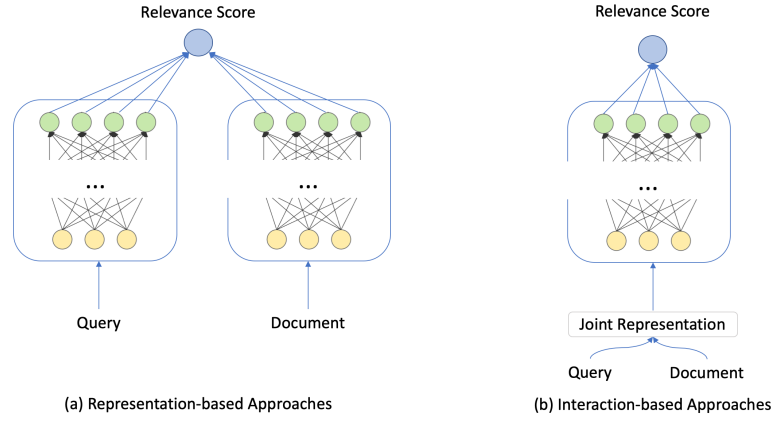 Relevance Score
...
...
Query
Document
(a) Representation-based Approaches
Relevance Score
...
Joint Representation
Query
Document
(b) Interaction-based Approaches